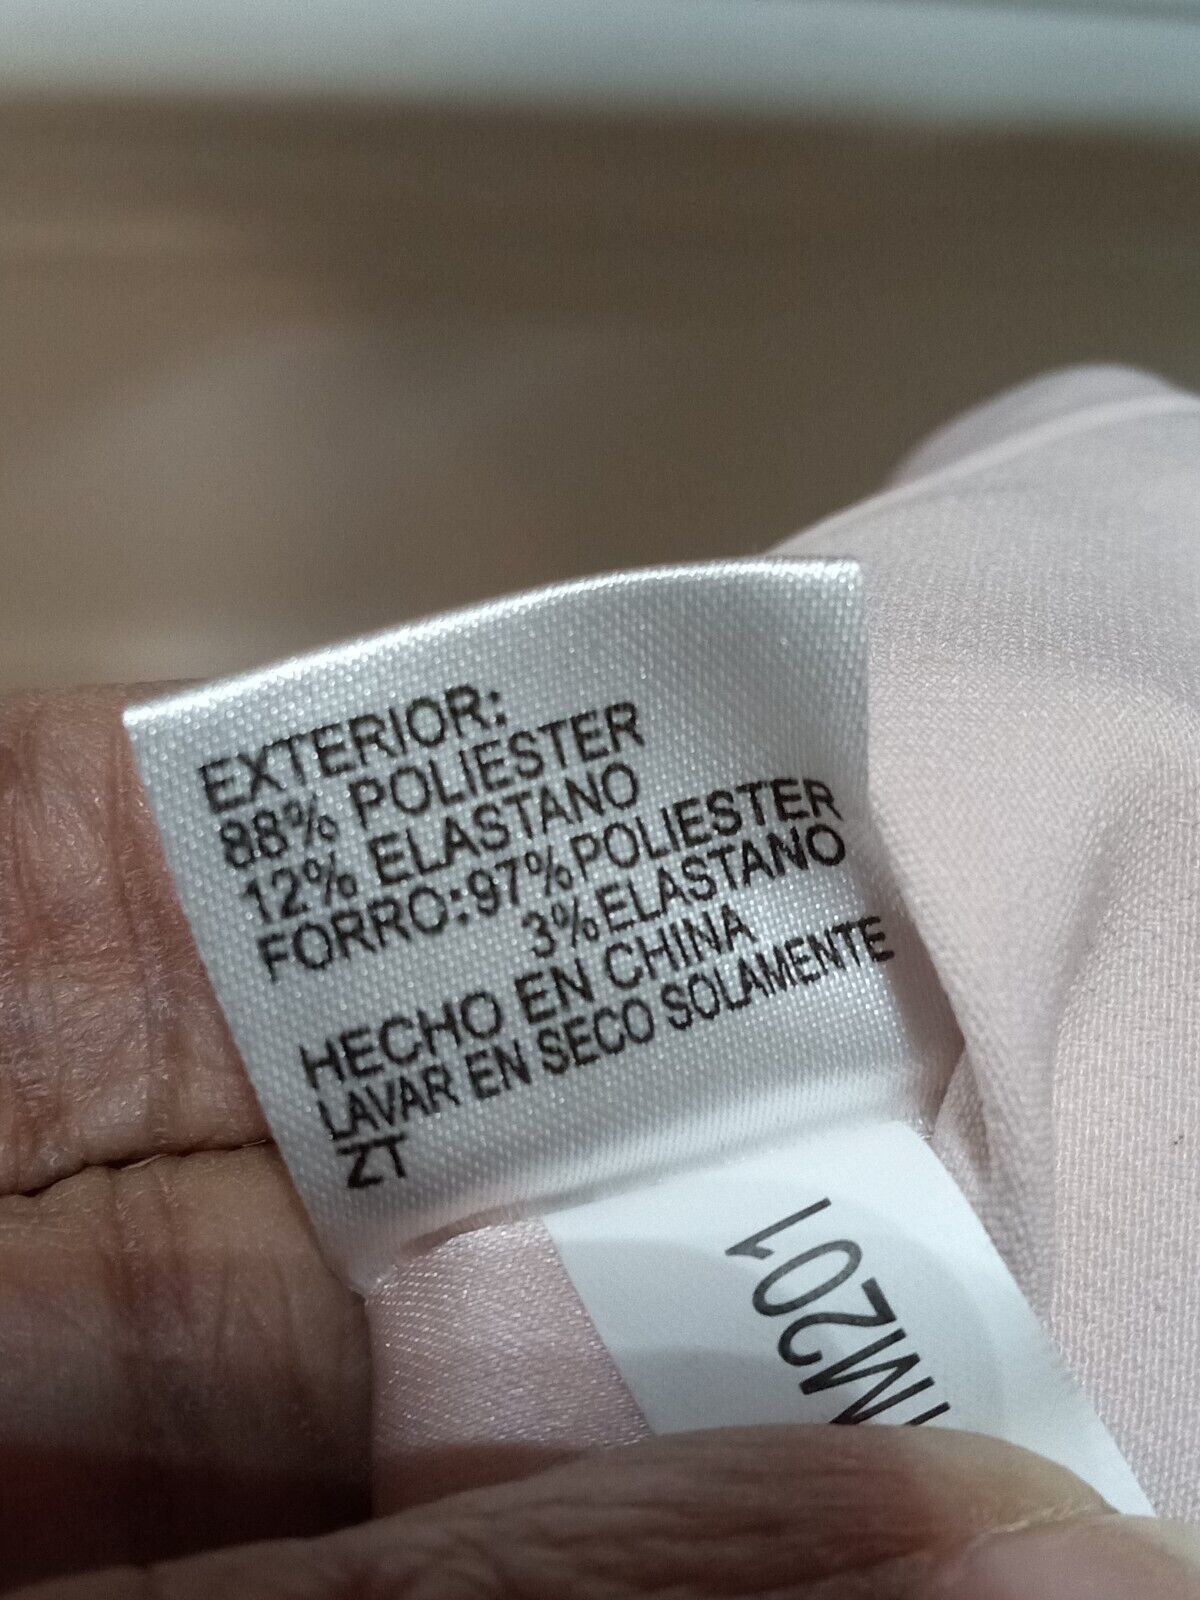 EXTERIOR:
88% POLIESTER
12% ELASTANO
FORRO:97%POLIESTER
3%ELASTANO
HECHO EN CHINA
LAVAR EN SECO SOLAMENTE
ZT